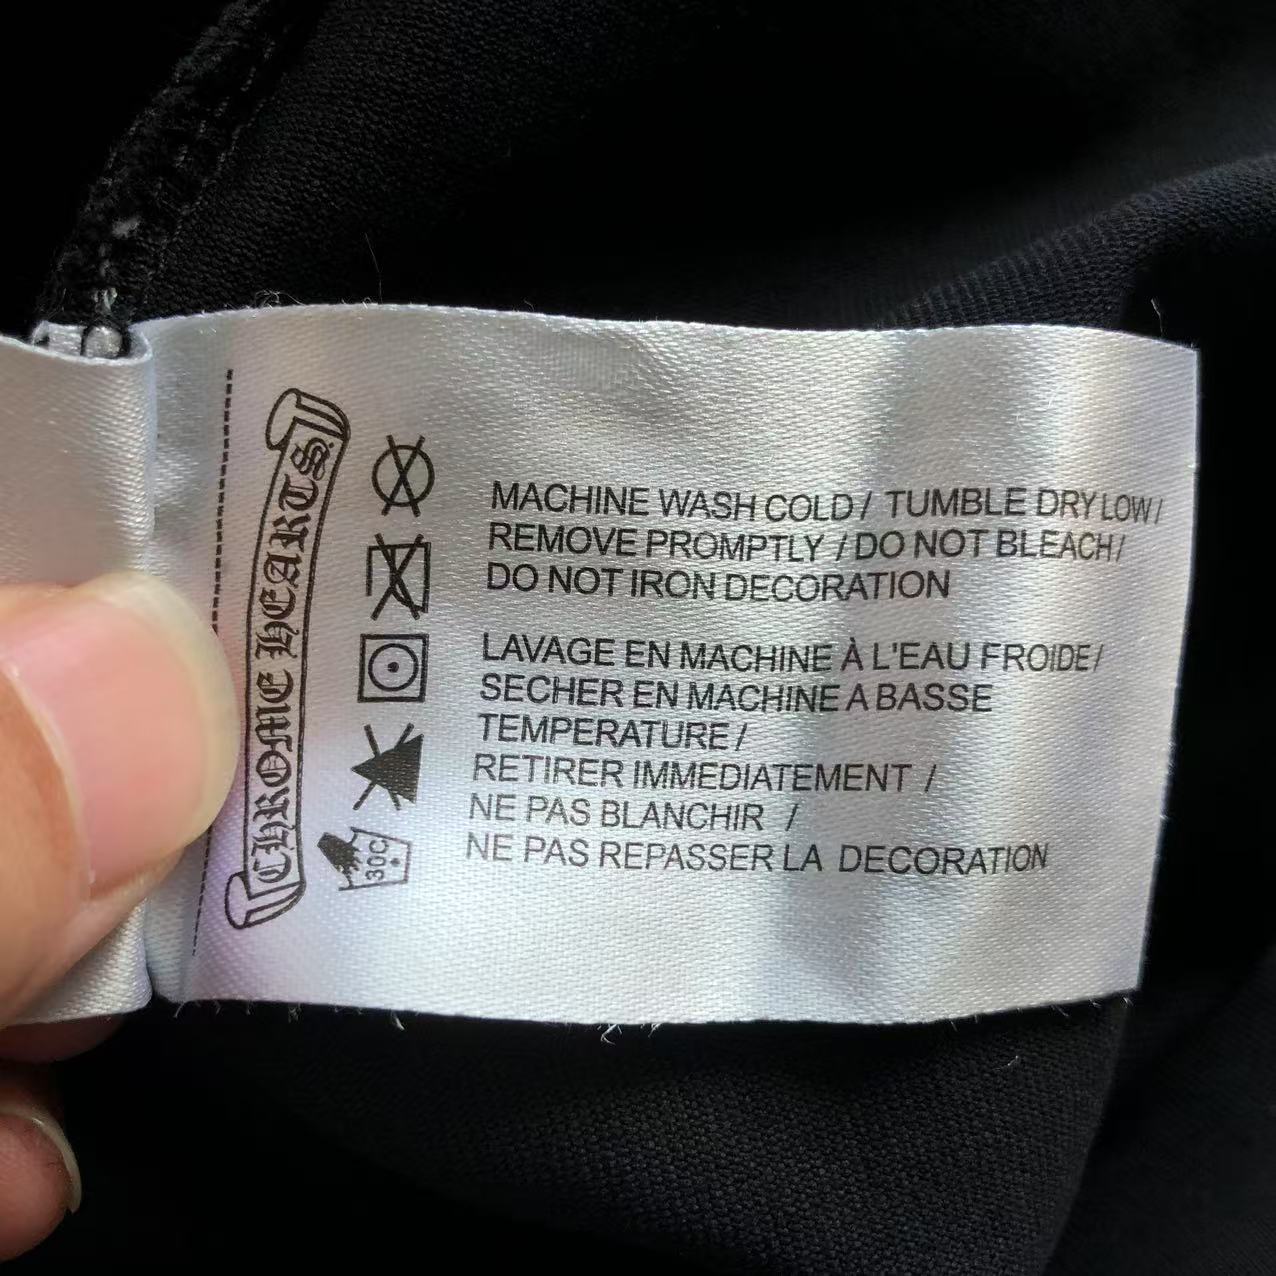 CHROME HEARTS
MACHINE WASH COLD / TUMBLE DRY LOW /
REMOVE PROMPTLY / DO NOT BLEACH /
DO NOT IRON DECORATION
LAVAGE EN MACHINE À L'EAU FROIDE /
SECHER EN MACHINE A BASSE
TEMPERATURE /
RETIRER IMMEDIATEMENT /
NE PAS BLANCHIR /
NE PAS REPASSER LA DECORATION
30C